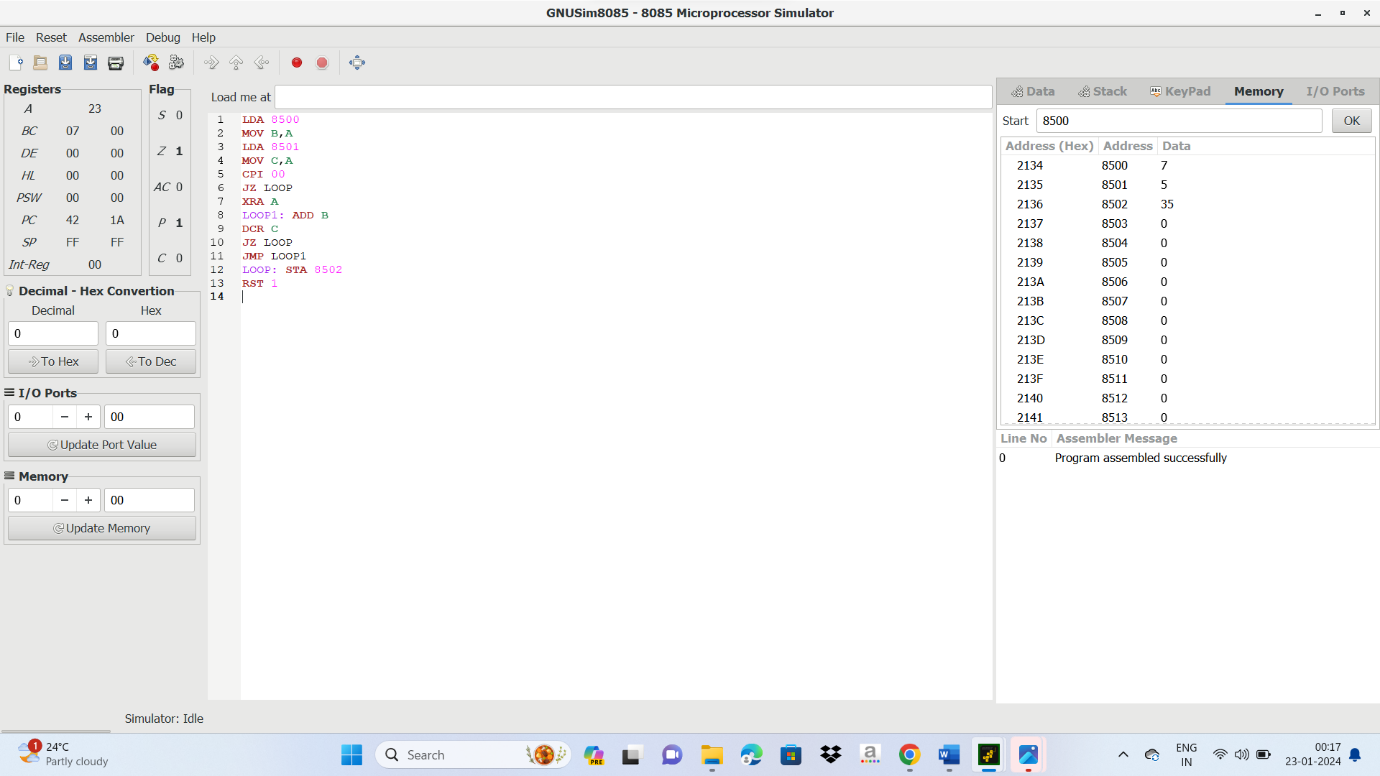 GNUSim8085 - 8085 Microprocessor Simulator
File Reset Assembler Debug Help
Registers
A 23
BC 07 00
DE 00 00
HL 00 00
PSW 00 00
PC 42 1A
SP FF FF
Int-Reg 00
Flag
S 0
Z 1
AC 0
P 1
C 0
Decimal - Hex Convertion
Decimal Hex
0 0
To Hex To Dec
I/O Ports
0 − + 00
Update Port Value
Memory
0 − + 00
Update Memory
Load me at
1 LDA 8500
2 MOV B,A
3 LDA 8501
4 MOV C,A
5 CPI 00
6 JZ LOOP
7 XRA A
8 LOOP1: ADD B
9 DCR C
10 JZ LOOP
11 JMP LOOP1
12 LOOP: STA 8502
13 RST 1
14
Data Stack KeyPad Memory I/O Ports
Start 8500 OK
Address (Hex) Address Data
2134 8500 7
2135 8501 5
2136 8502 35
2137 8503 0
2138 8504 0
2139 8505 0
213A 8506 0
213B 8507 0
213C 8508 0
213D 8509 0
213E 8510 0
213F 8511 0
2140 8512 0
2141 8513 0
Line No Assembler Message
0 Program assembled successfully
Simulator: Idle
1 24°C
Partly cloudy
Search
PRE
a
W
ENG
IN
00:17
23-01-2024